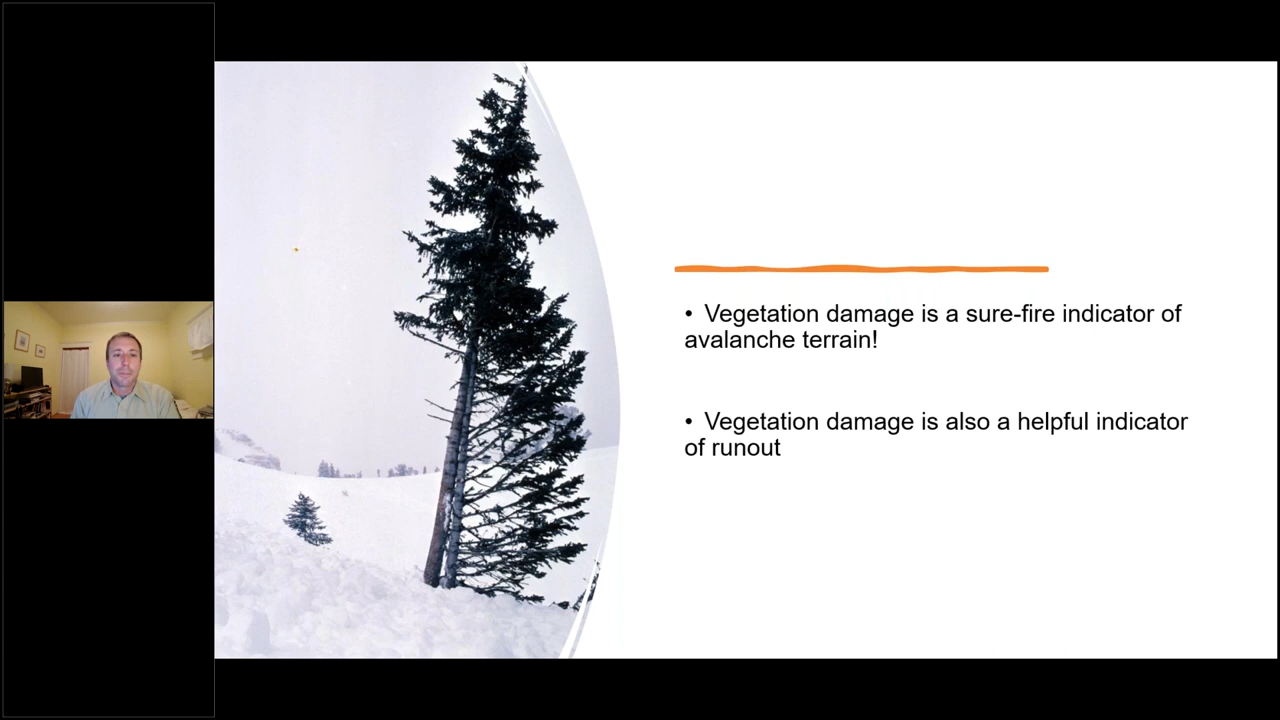 • Vegetation damage is a sure-fire indicator of
avalanche terrain!
• Vegetation damage is also a helpful indicator
of runout